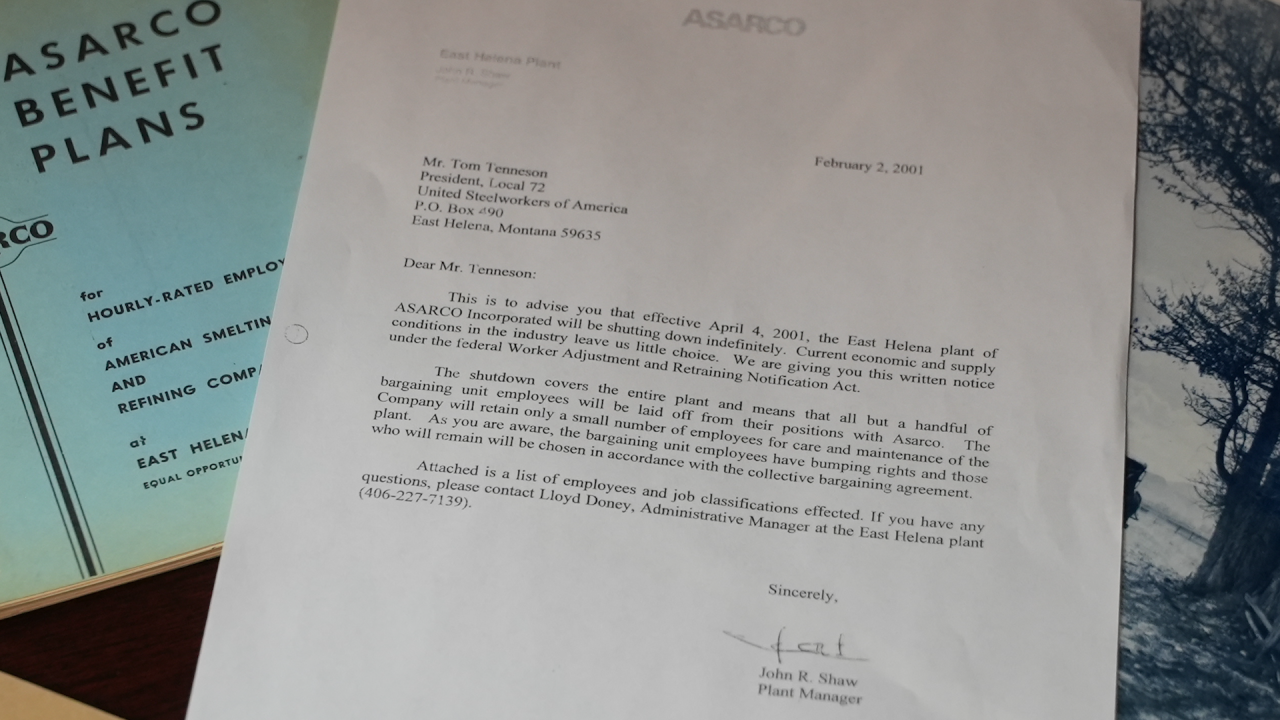 ASARCO
BENEFIT
PLANS
RCO
for
HOURLY-RATED EMPLOY
of
AMERICAN SMELTIN
AND
REFINING COMPA
at
EAST HELENA
EQUAL OPPORTU
ASARCO
East Helena Plant
John R. Shaw
Plant Manager
February 2, 2001
Mr. Tom Tenneson
President, Local 72
United Steelworkers of America
P.O. Box 490
East Helena, Montana 59635
Dear Mr. Tenneson:
This is to advise you that effective April 4, 2001, the East Helena plant of
ASARCO Incorporated will be shutting down indefinitely. Current economic and supply
conditions in the industry leave us little choice. We are giving you this written notice
under the federal Worker Adjustment and Retraining Notification Act.
The shutdown covers the entire plant and means that all but a handful of
bargaining unit employees will be laid off from their positions with Asarco. The
Company will retain only a small number of employees for care and maintenance of the
plant. As you are aware, the bargaining unit employees have bumping rights and those
who will remain will be chosen in accordance with the collective bargaining agreement.
Attached is a list of employees and job classifications effected. If you have any
questions, please contact Lloyd Doney, Administrative Manager at the East Helena plant
(406-227-7139).
Sincerely,
John R. Shaw
Plant Manager